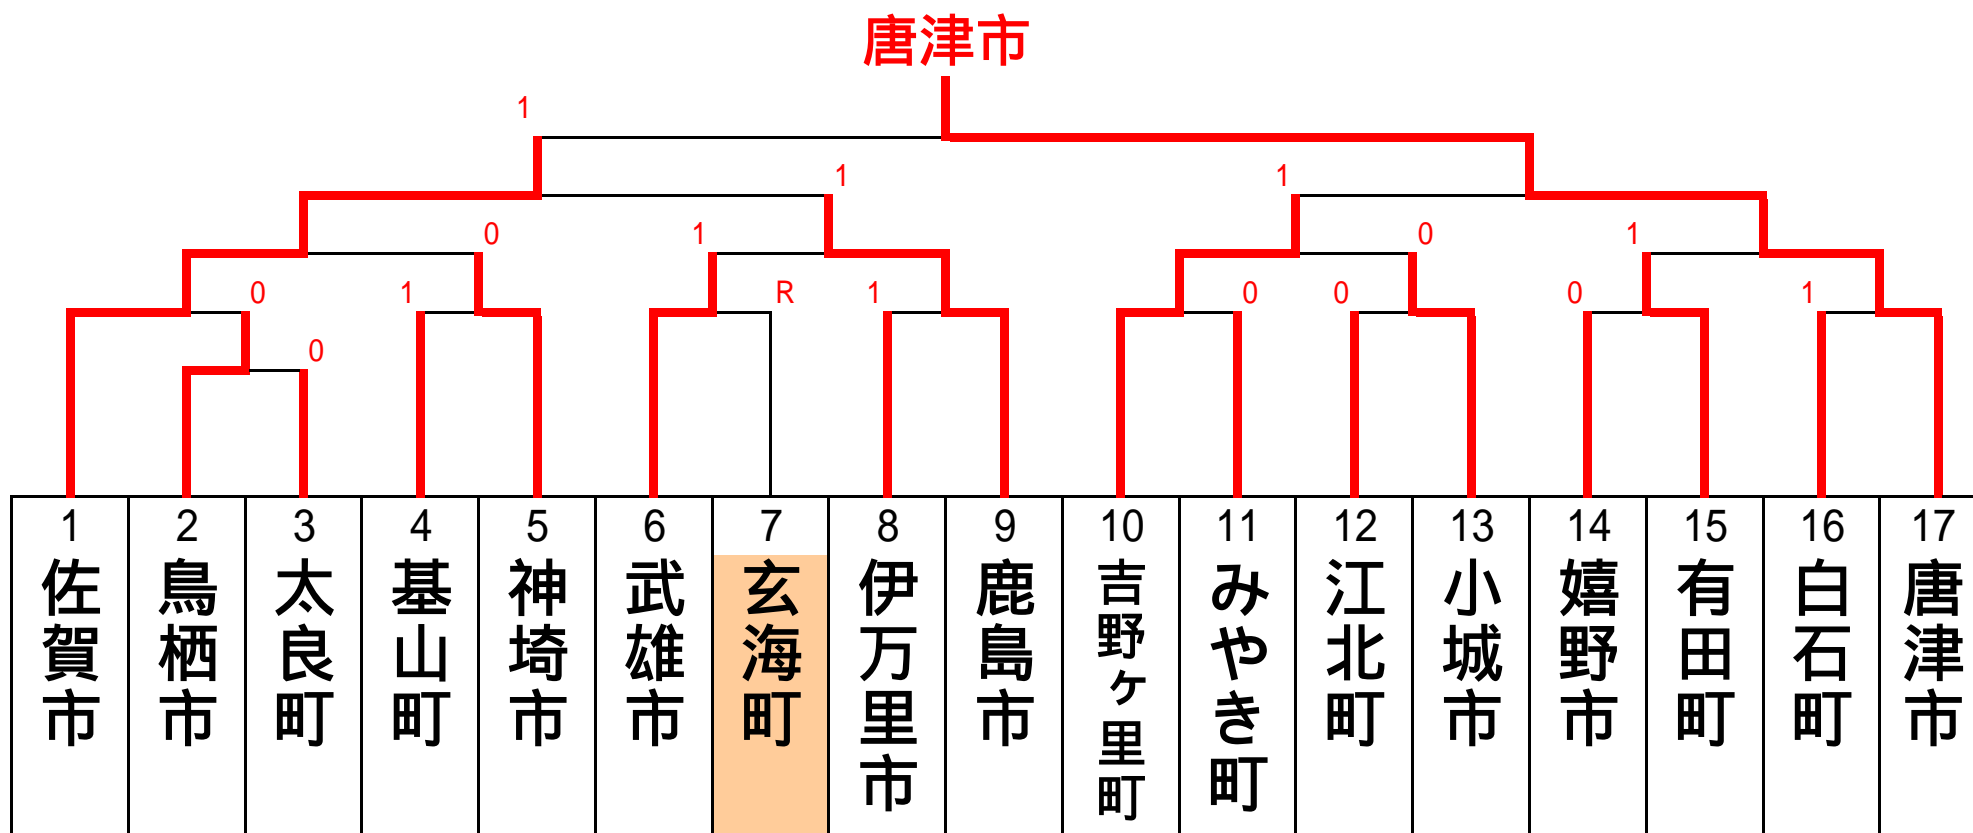 唐津市
1
1
1
0
1
0
1
0
1
R
1
0
0
0
1
0
1
2
3
4
5
6
7
8
9
10
11
12
13
14
15
16
17
佐賀市
鳥栖市
太良町
基山町
神埼市
武雄市
玄海町
伊万里市
鹿島市
吉野ヶ里町
みやき町
江北町
小城市
嬉野市
有田町
白石町
唐津市